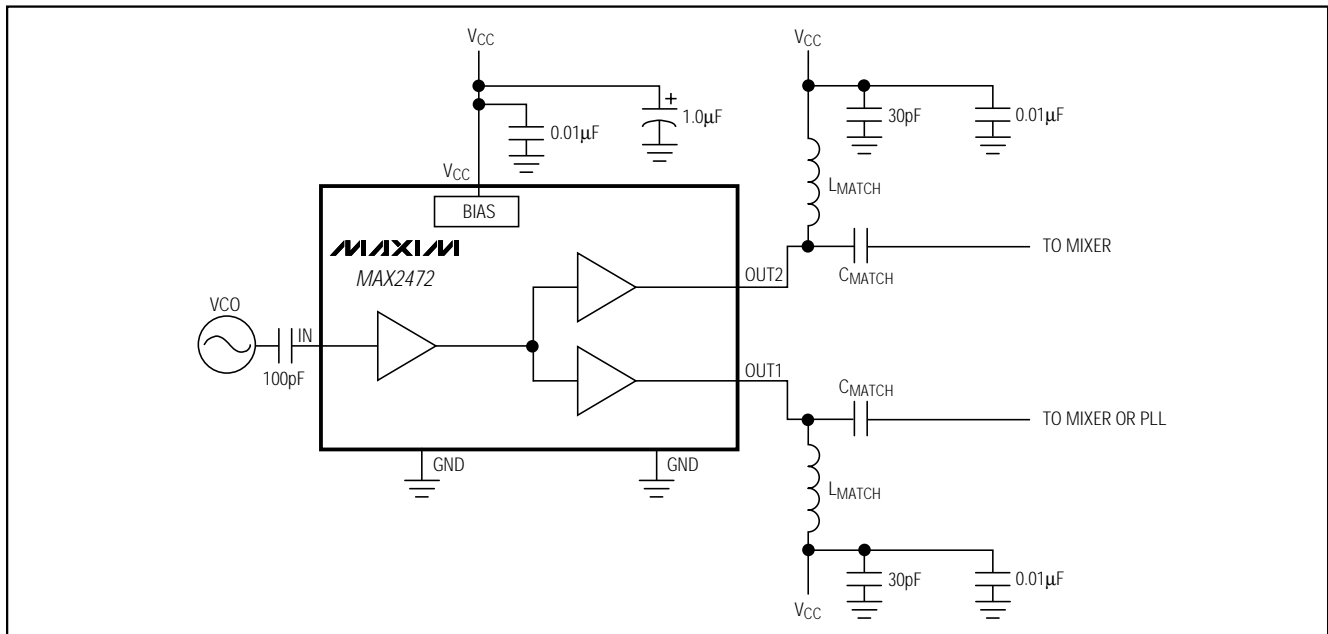 VCC
VCC
+
1.0µF
0.01µF
30pF
0.01µF
VCC
LMATCH
BIAS
MAXIM
MAX2472
OUT2
TO MIXER
CMATCH
VCO
IN
100pF
OUT1
CMATCH
TO MIXER OR PLL
GND
GND
LMATCH
30pF
0.01µF
VCC